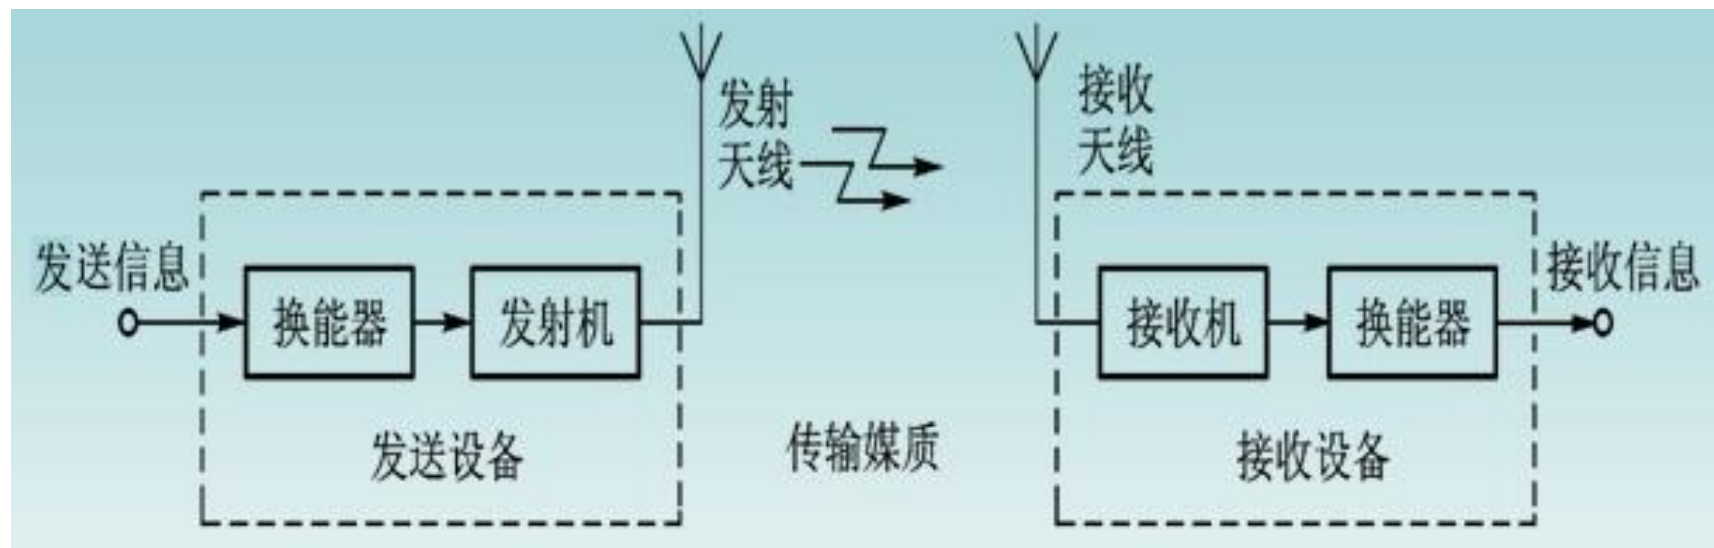 发射
天线
接收
天线
发送信息
换能器
发射机
接收机
换能器
接收信息
发送设备
传输媒质
接收设备